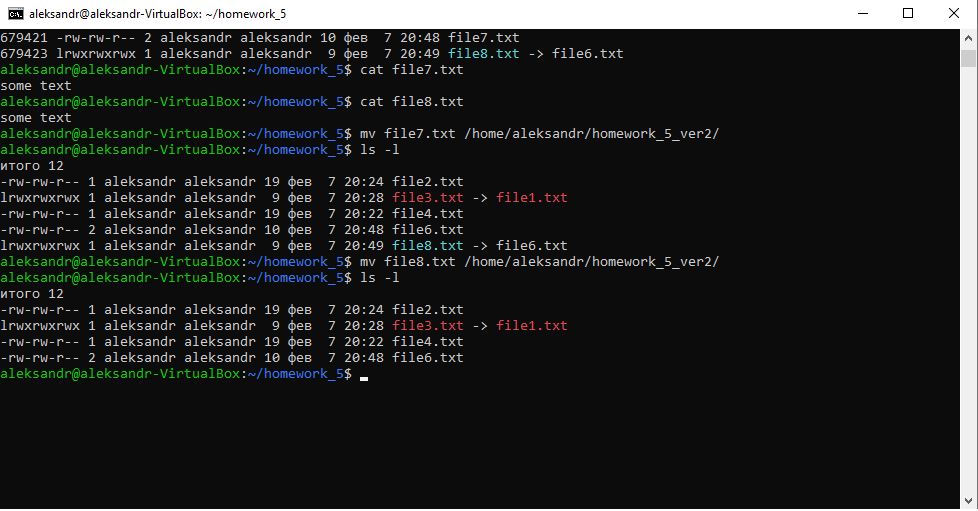 aleksandr@aleksandr-VirtualBox: ~/homework_5
679421 -rw-rw-r-- 2 aleksandr aleksandr 10 фев  7 20:48 file7.txt
679423 lrwxrwxrwx 1 aleksandr aleksandr  9 фев  7 20:49 file8.txt -> file6.txt
aleksandr@aleksandr-VirtualBox:~/homework_5$ cat file7.txt
some text
aleksandr@aleksandr-VirtualBox:~/homework_5$ cat file8.txt
some text
aleksandr@aleksandr-VirtualBox:~/homework_5$ mv file7.txt /home/aleksandr/homework_5_ver2/
aleksandr@aleksandr-VirtualBox:~/homework_5$ ls -l
итого 12
-rw-rw-r-- 1 aleksandr aleksandr 19 фев  7 20:24 file2.txt
lrwxrwxrwx 1 aleksandr aleksandr  9 фев  7 20:28 file3.txt -> file1.txt
-rw-rw-r-- 1 aleksandr aleksandr 19 фев  7 20:22 file4.txt
-rw-rw-r-- 2 aleksandr aleksandr 10 фев  7 20:48 file6.txt
lrwxrwxrwx 1 aleksandr aleksandr  9 фев  7 20:49 file8.txt -> file6.txt
aleksandr@aleksandr-VirtualBox:~/homework_5$ mv file8.txt /home/aleksandr/homework_5_ver2/
aleksandr@aleksandr-VirtualBox:~/homework_5$ ls -l
итого 12
-rw-rw-r-- 1 aleksandr aleksandr 19 фев  7 20:24 file2.txt
lrwxrwxrwx 1 aleksandr aleksandr  9 фев  7 20:28 file3.txt -> file1.txt
-rw-rw-r-- 1 aleksandr aleksandr 19 фев  7 20:22 file4.txt
-rw-rw-r-- 2 aleksandr aleksandr 10 фев  7 20:48 file6.txt
aleksandr@aleksandr-VirtualBox:~/homework_5$